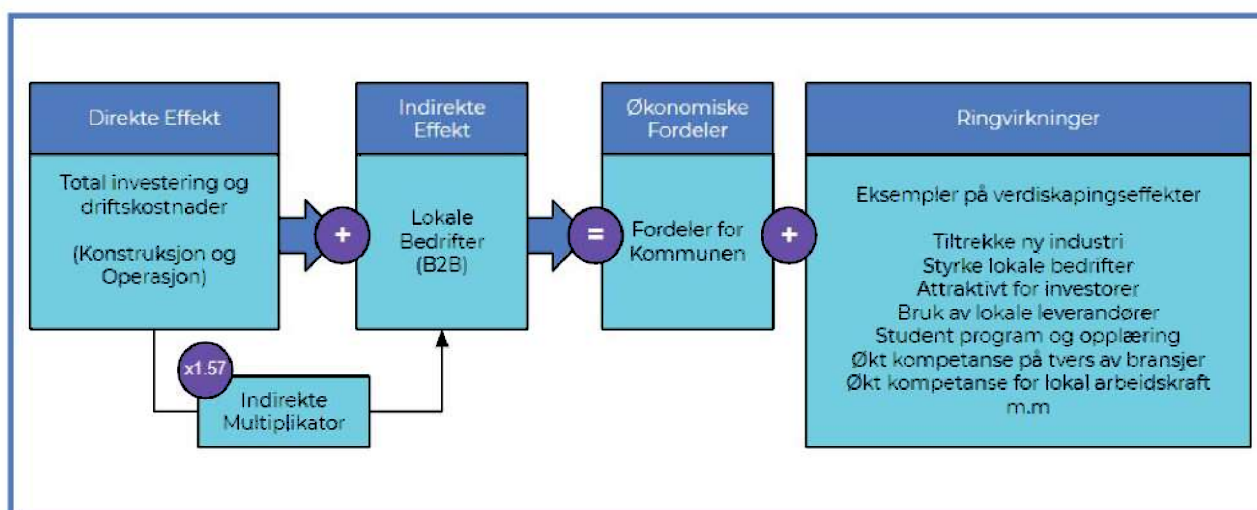 Direkte Effekt
Total investering og
driftskostnader
(Konstruksjon og
Operasjon)
+
x1.57
Indirekte
Multiplikator
Indirekte
Effekt
Lokale
Bedrifter
(B2B)
=
Økonomiske
Fordeler
Fordeler for
Kommunen
+
Ringvirkninger
Eksempler på verdiskapingseffekter
Tiltrekke ny industri
Styrke lokale bedrifter
Attraktivt for investorer
Bruk av lokale leverandører
Student program og opplæring
Økt kompetanse på tvers av bransjer
Økt kompetanse for lokal arbeidskraft
m.m